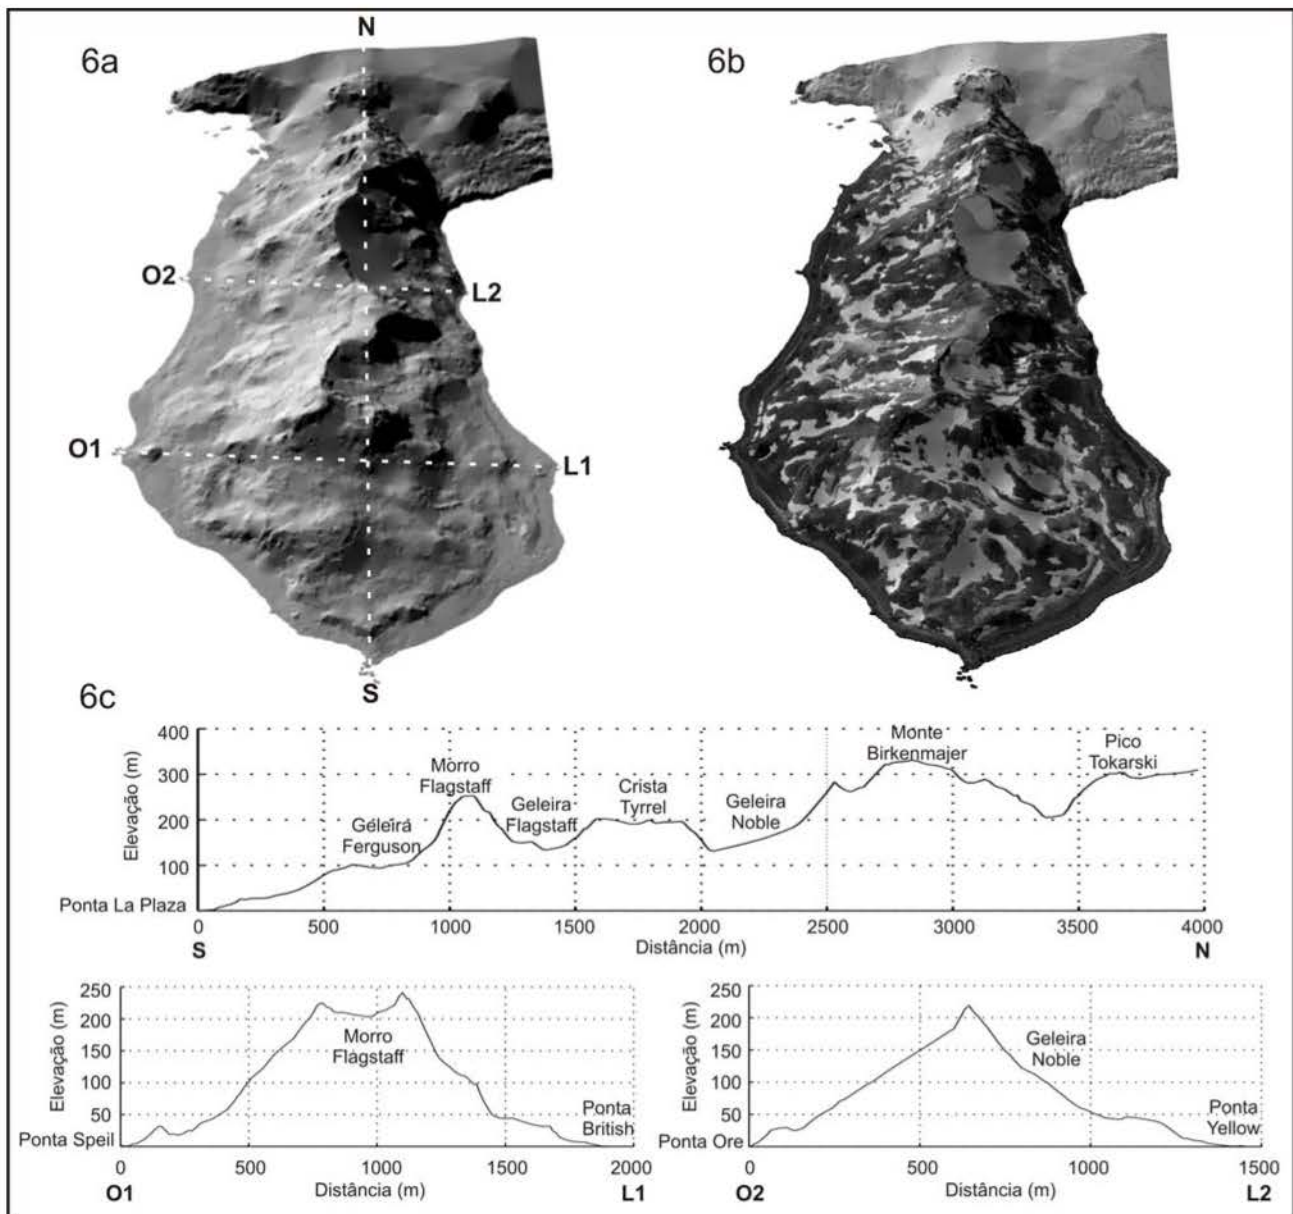 6a
N
6b
O2
L2
O1
L1
S
6c
Elevação (m)
400
300
200
100
Ponta La Plaza
Geleira
Ferguson
Morro
Flagstaff
Geleira
Flagstaff
Crista
Tyrrel
Geleira
Noble
Monte
Birkenmajer
Pico
Tokarski
0 500 1000 1500 2000 2500 3000 3500 4000
S Distância (m) N
Elevação (m)
250
200
150
100
50
Ponta Speil
Morro
Flagstaff
Ponta
British
0 500 1000 1500 2000
O1 Distância (m) L1
Elevação (m)
250
200
150
100
50
Ponta Ore
Geleira
Noble
Ponta
Yellow
0 500 1000 1500
O2 Distância (m) L2